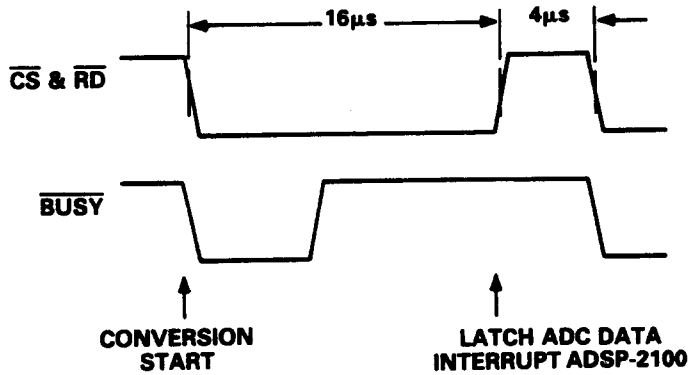 16µs
4µs
CS & RD
BUSY
CONVERSION
START
LATCH ADC DATA
INTERRUPT ADSP-2100